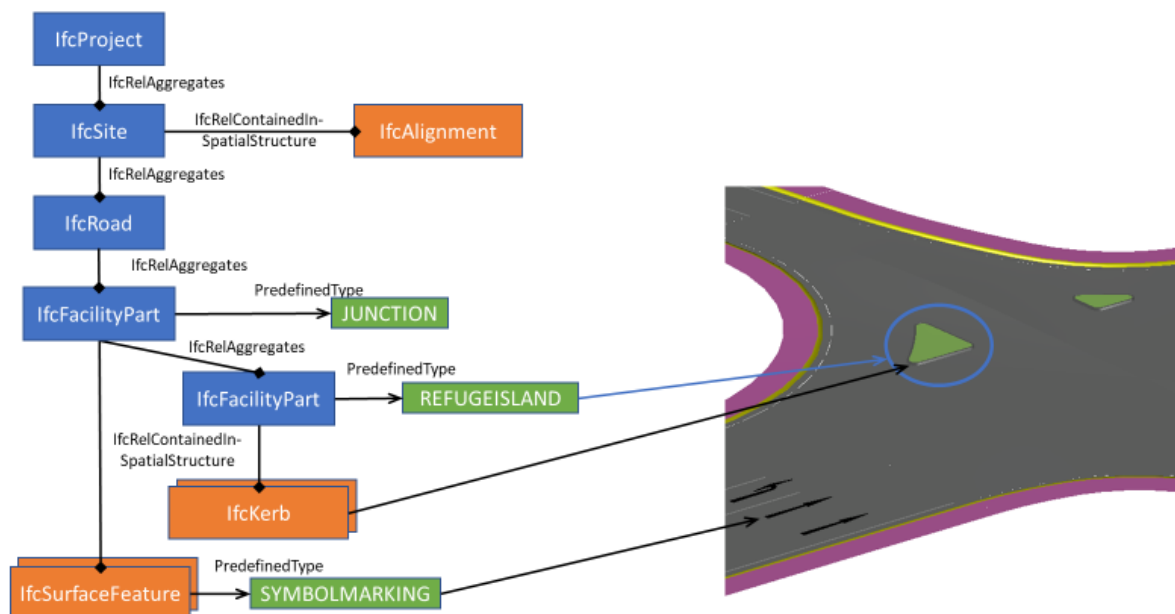 IfcProject
IfcRelAggregates
IfcSite
IfcRelContainedIn-
SpatialStructure
IfcAlignment
IfcRelAggregates
IfcRoad
IfcRelAggregates
IfcFacilityPart
PredefinedType
JUNCTION
IfcRelAggregates
IfcFacilityPart
PredefinedType
REFUGEISLAND
IfcRelContainedIn-
SpatialStructure
IfcKerb
IfcSurfaceFeature
PredefinedType
SYMBOLMARKING